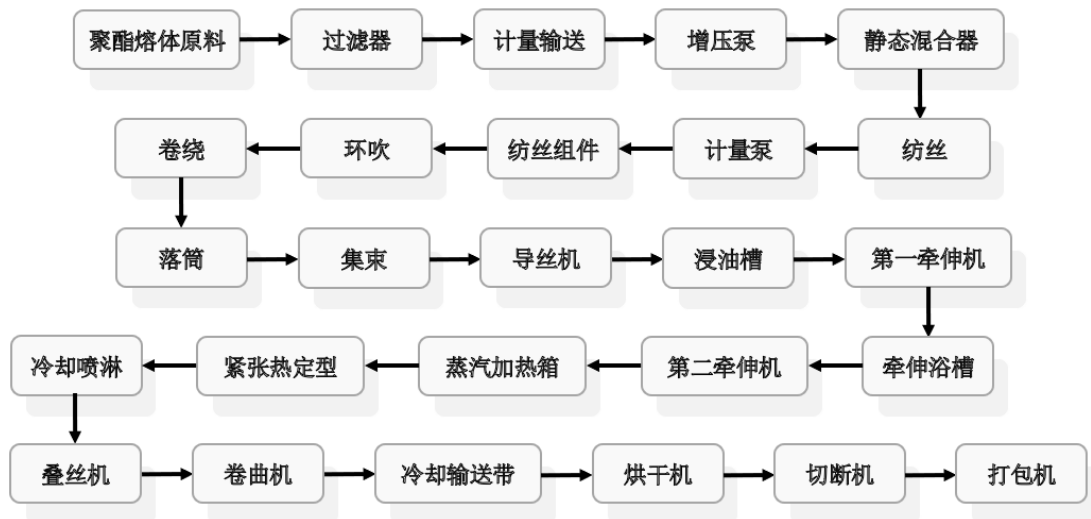 聚酯熔体原料
过滤器
计量输送
增压泵
静态混合器
纺丝
计量泵
纺丝组件
环吹
卷绕
落筒
集束
导丝机
浸油槽
第一牵伸机
牵伸浴槽
第二牵伸机
蒸汽加热箱
紧张热定型
冷却喷淋
叠丝机
卷曲机
冷却输送带
烘干机
切断机
打包机